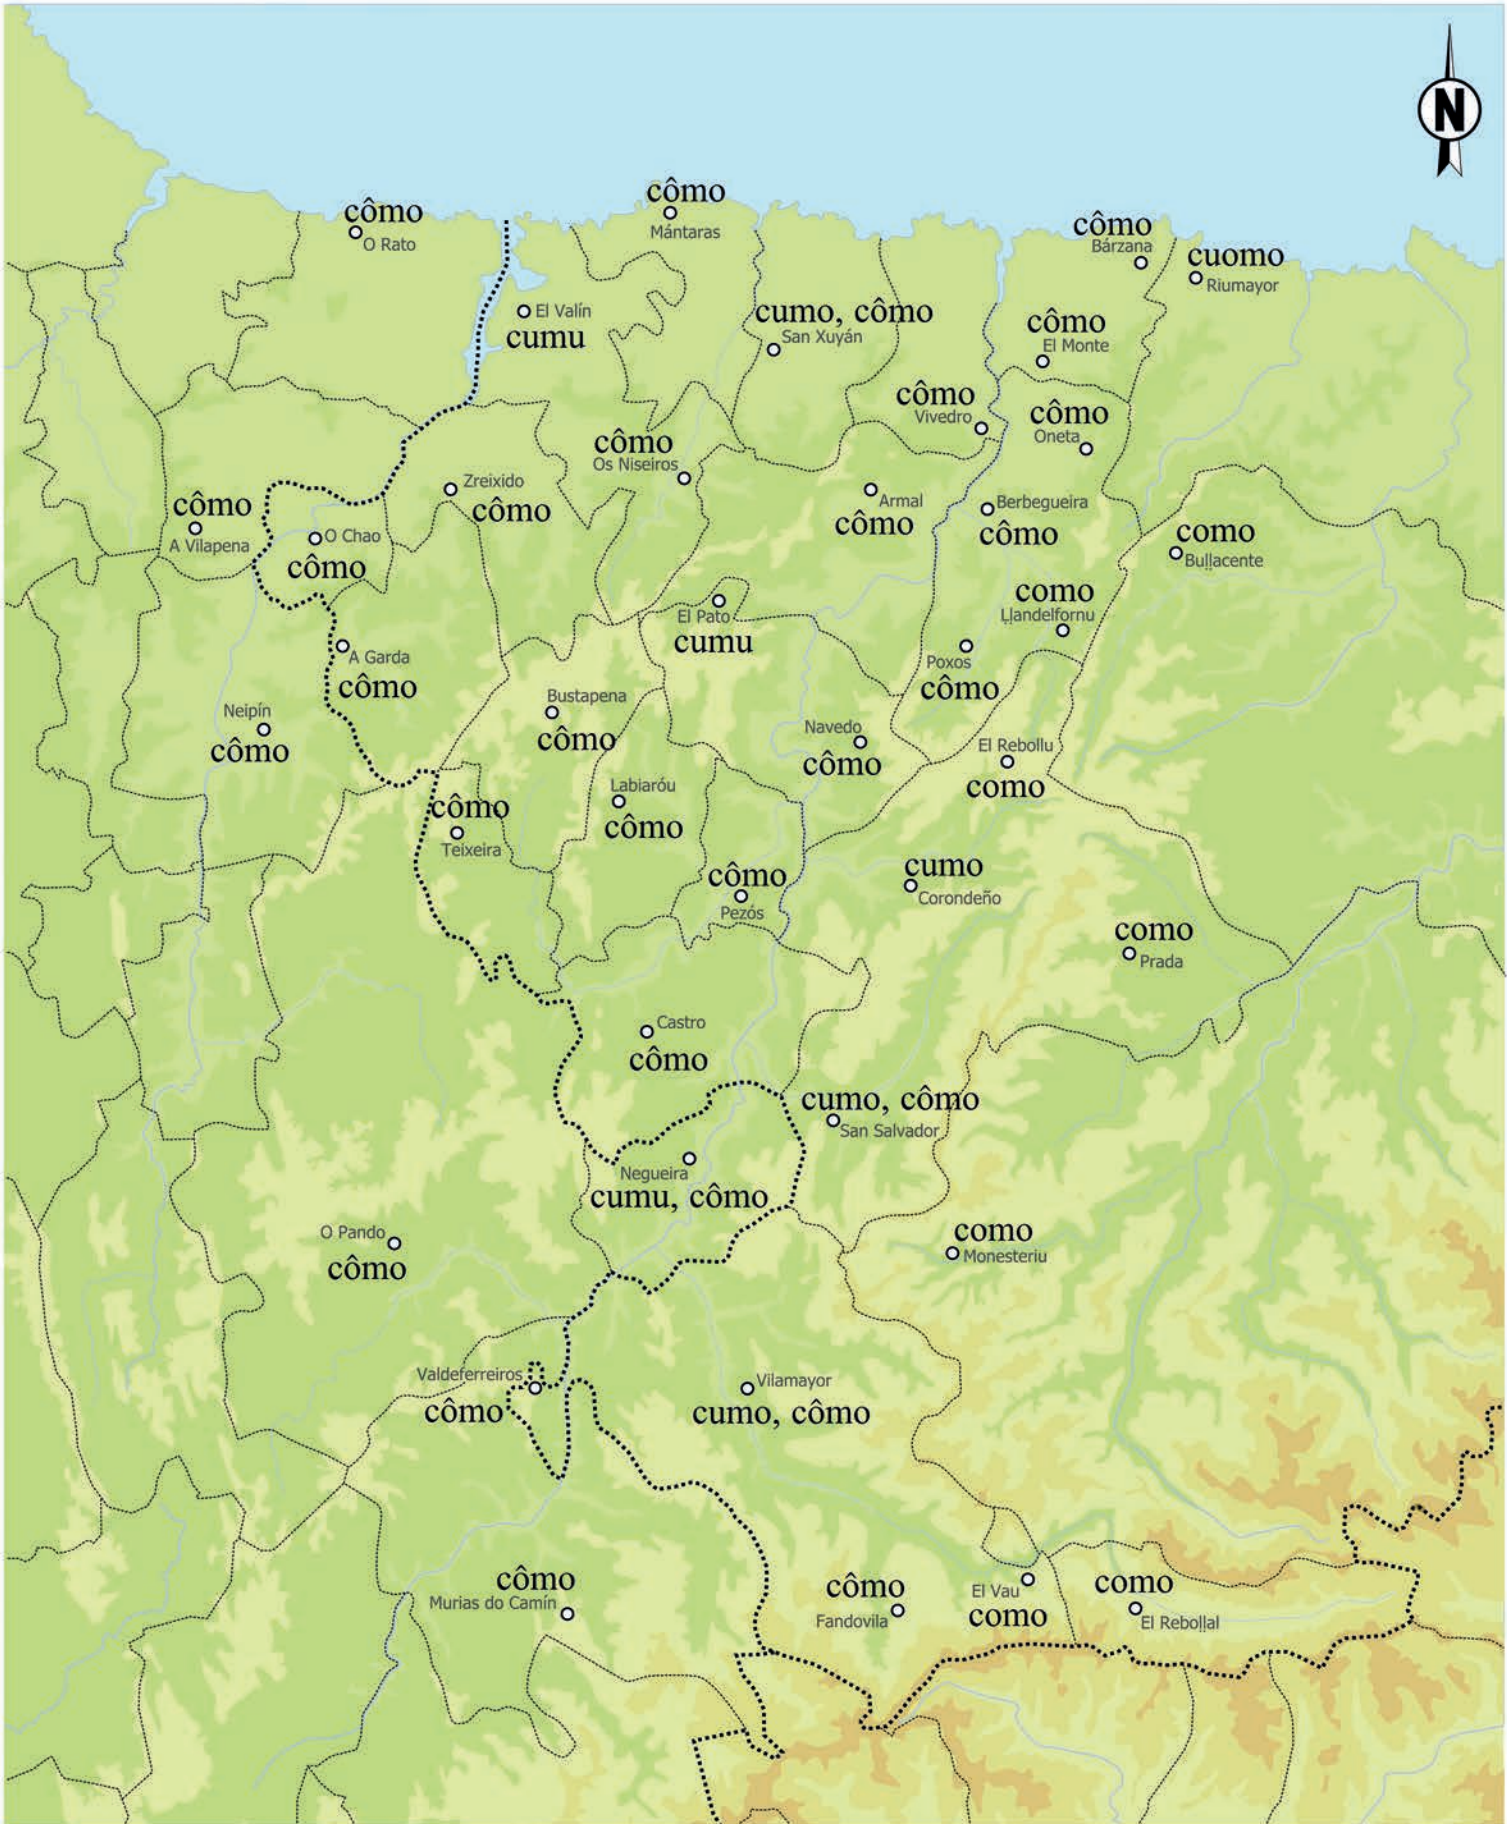 N
cômo
Mántaras
cômo
O Rato
cômo
Bárzana
cuomo
Riumayor
El Valín
cumu
cumo, cômo
San Xuyán
cômo
El Monte
cômo
Vivedro
cômo
Oneta
cômo
Os Niseiros
Zreixido
cômo
Armal
cômo
Berbegueira
cômo
cômo
A Vilapena
O Chao
cômo
como
Buḷḷacente
como
Ḷḷandelfornu
El Pato
cumu
A Garda
cômo
Poxos
cômo
Neipín
cômo
Bustapena
cômo
Navedo
cômo
El Rebollu
como
Labiaróu
cômo
cômo
Teixeira
cômo
Pezós
cumo
Corondeño
como
Prada
Castro
cômo
cumo, cômo
San Salvador
Negueira
cumu, cômo
O Pando
cômo
como
Monesteriu
Valdeferreiros
cômo
Vilamayor
cumo, cômo
cômo
Murias do Camín
cômo
Fandovila
El Vau
como
como
El Reboḷḷal